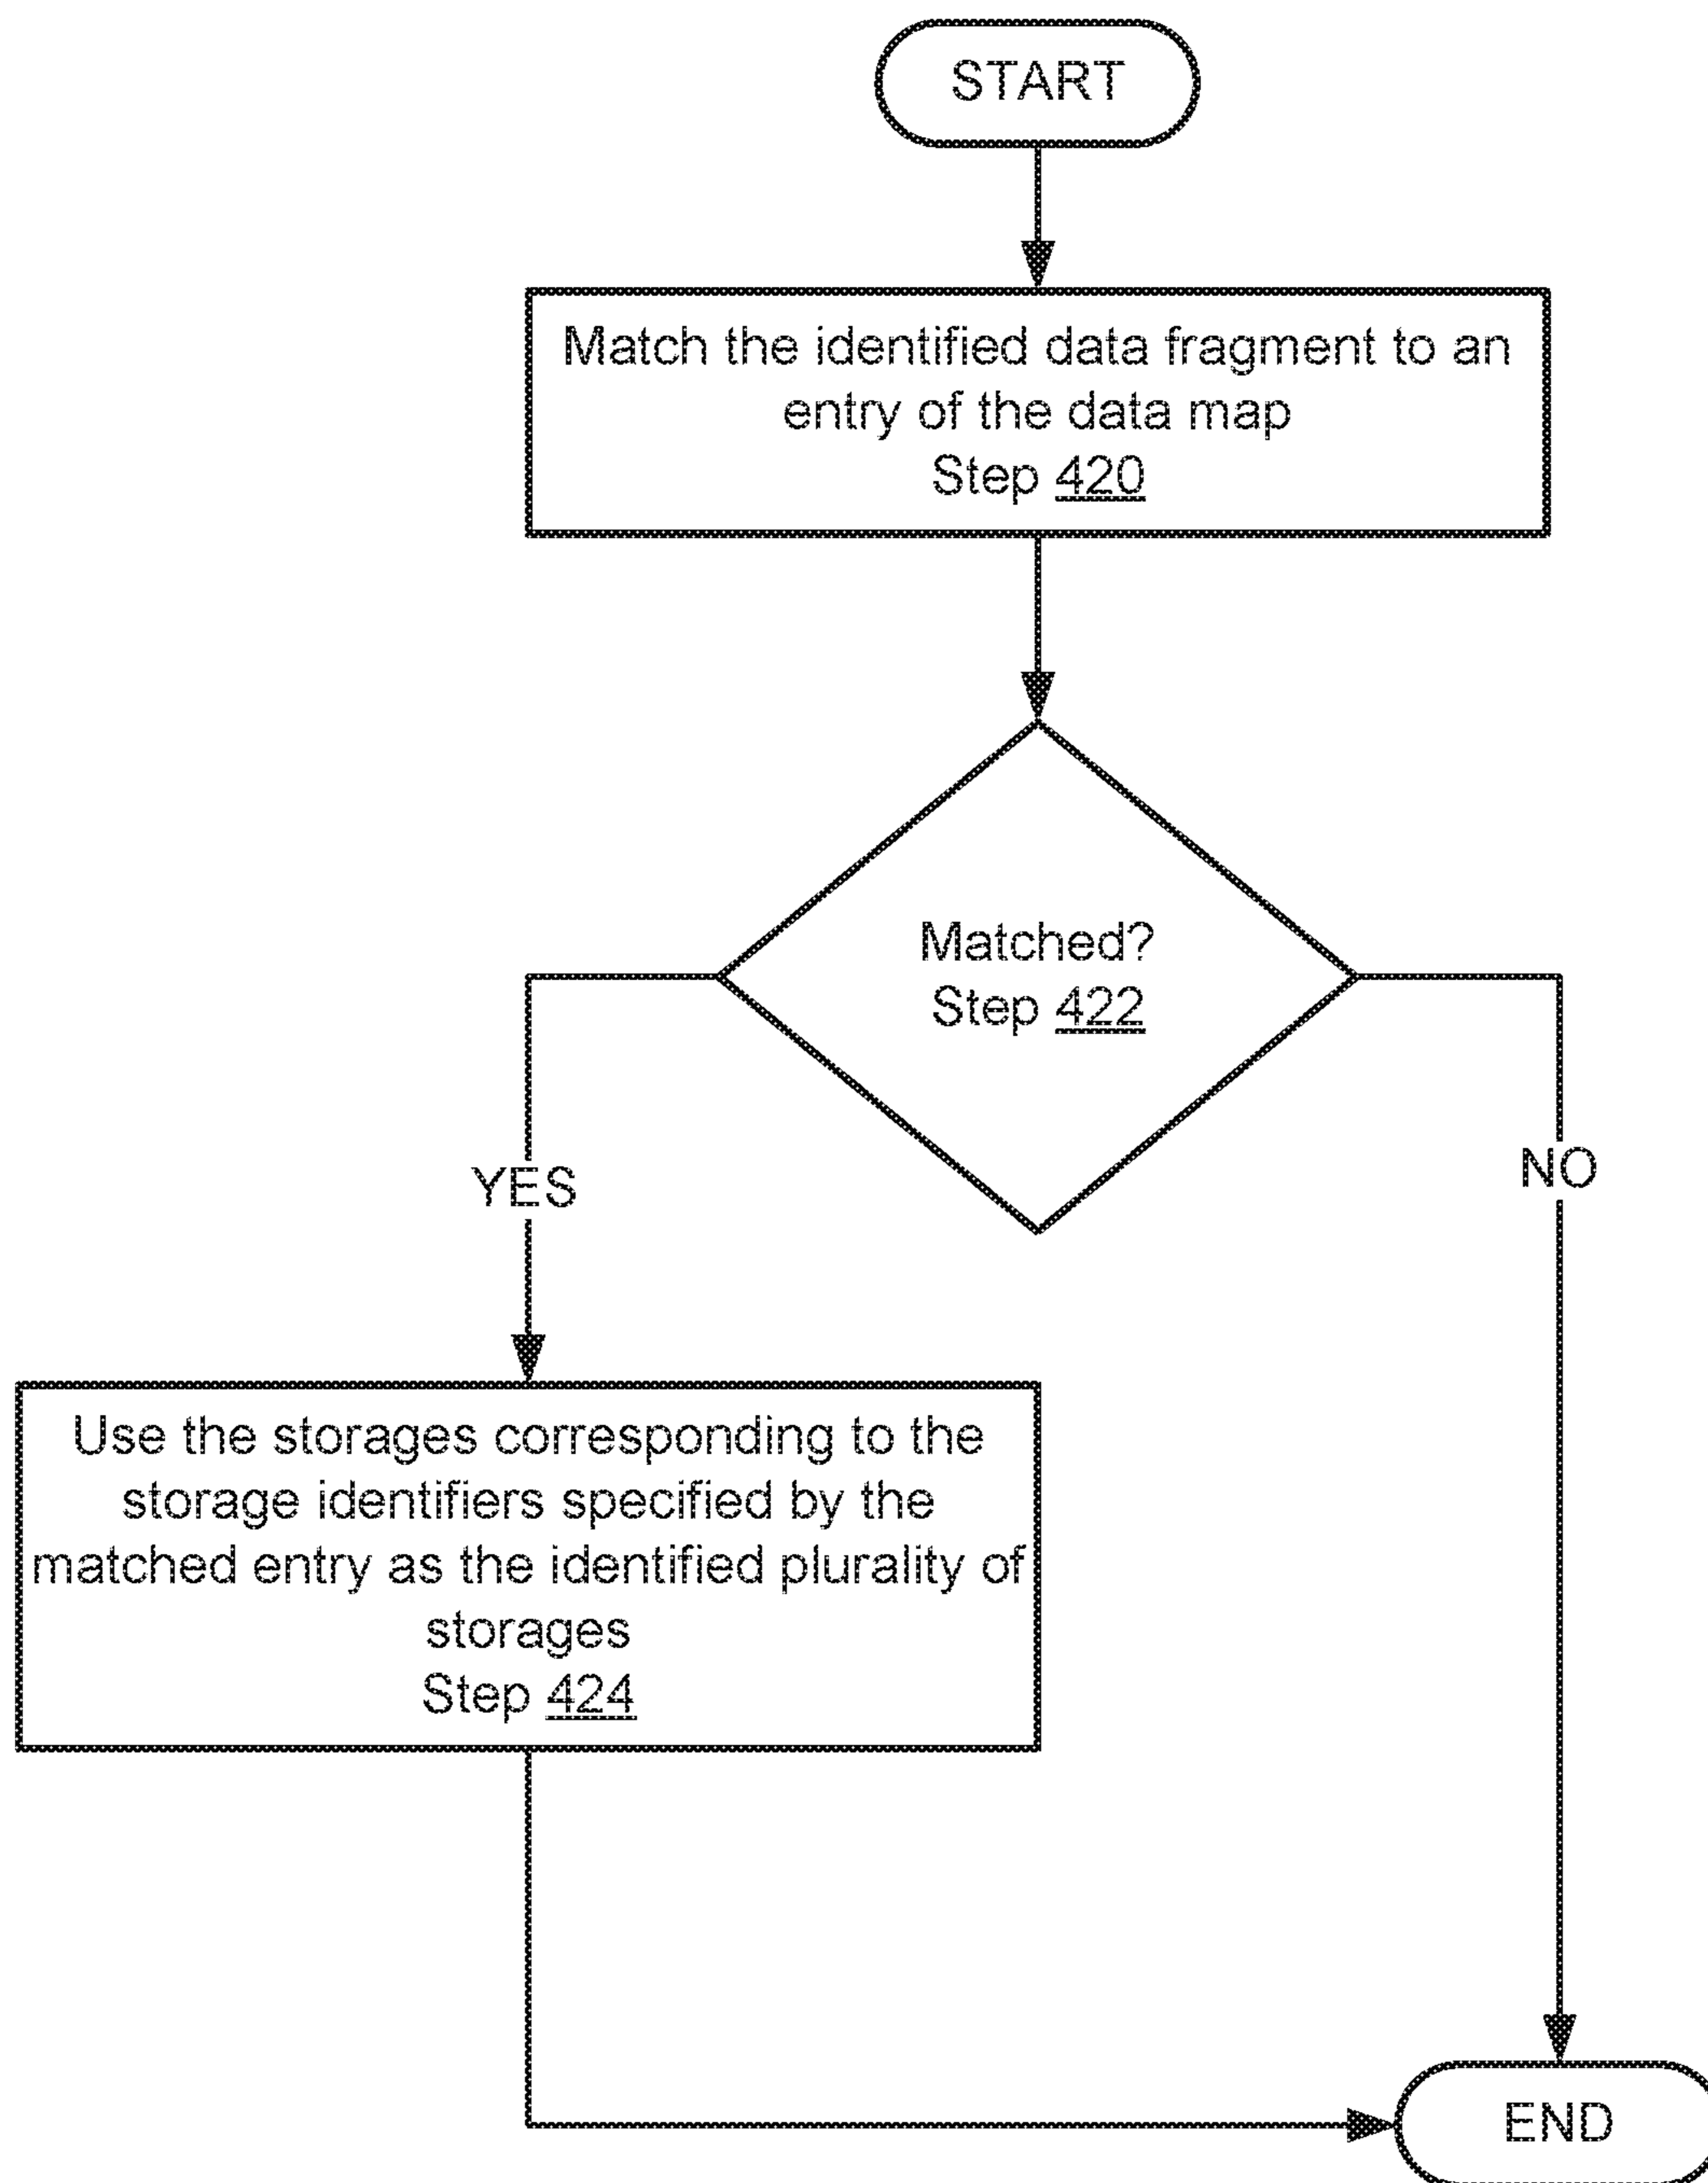 START
Match the identified data fragment to an
entry of the data map
Step 420
Matched?
Step 422
YES
NO
Use the storages corresponding to the
storage identifiers specified by the
matched entry as the identified plurality of
storages
Step 424
END